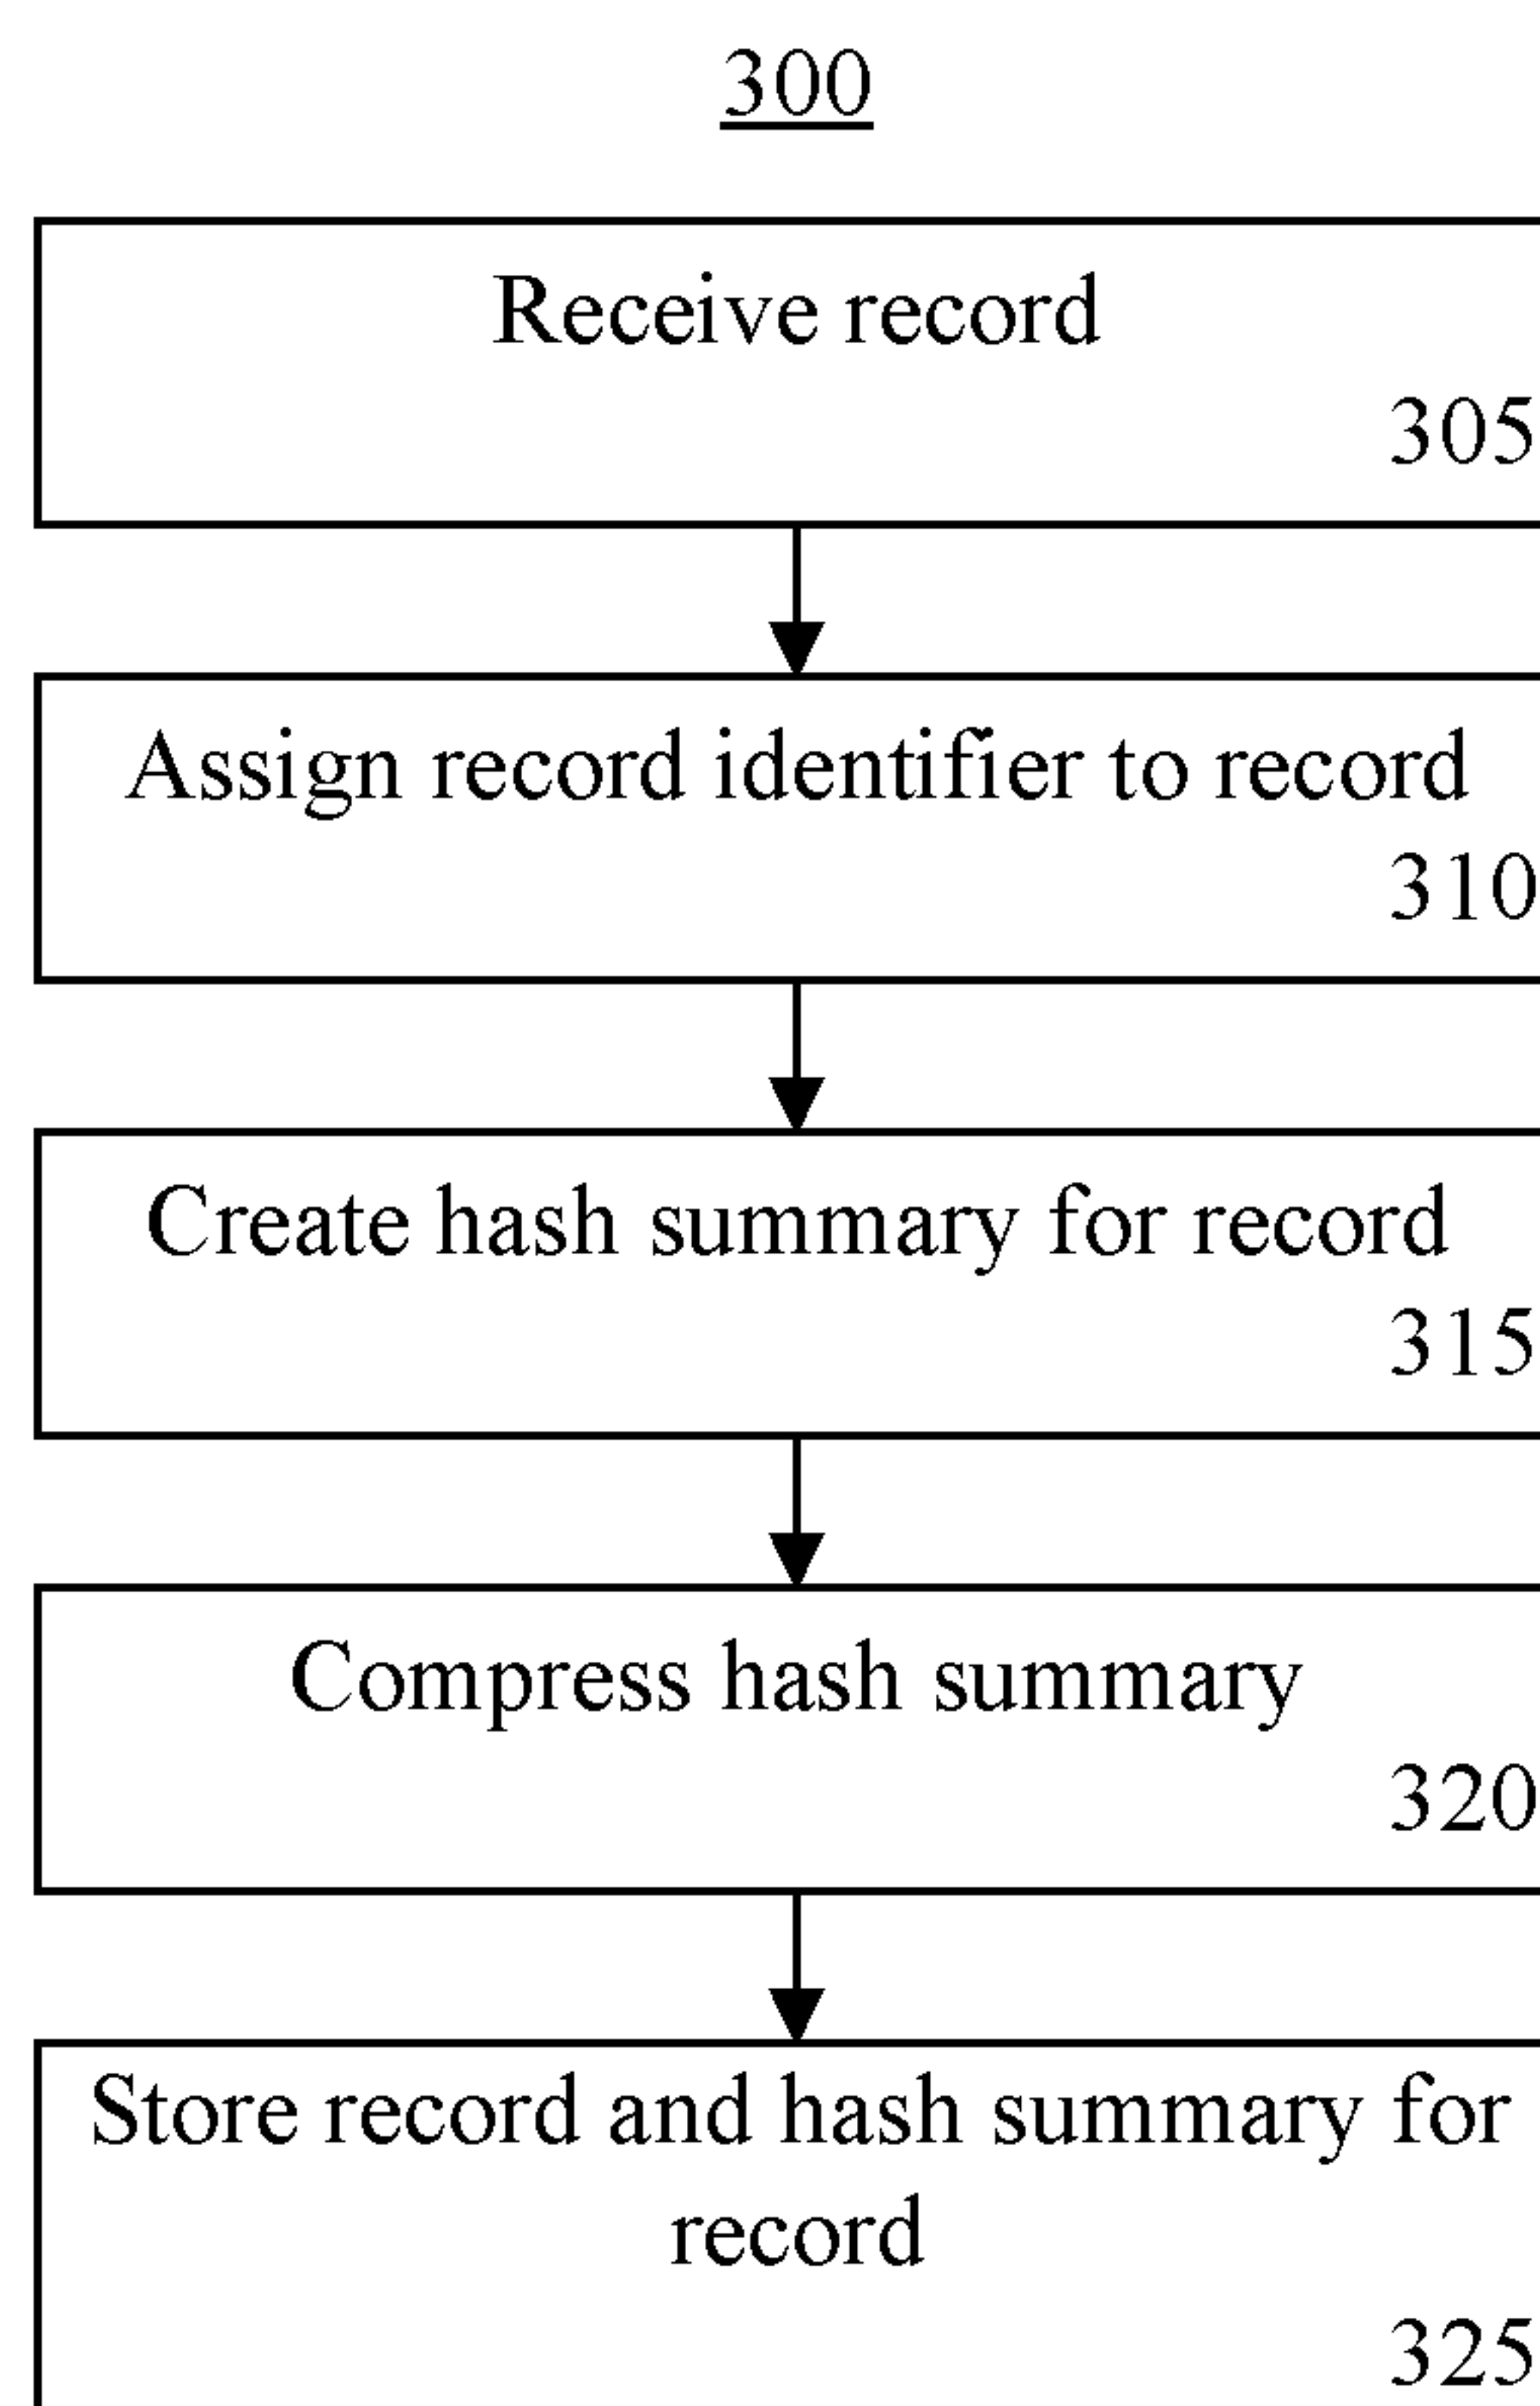 300
Receive record
305
Assign record identifier to record
310
Create hash summary for record
315
Compress hash summary
320
Store record and hash summary for
record
325